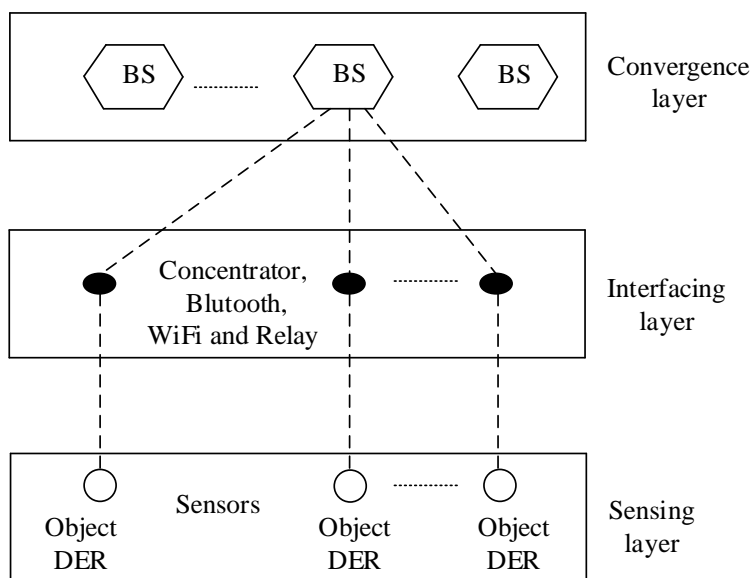 BS
BS
BS
Convergence
layer
Concentrator,
Blutooth,
WiFi and Relay
Interfacing
layer
Sensors
Object
DER
Object
DER
Object
DER
Sensing
layer